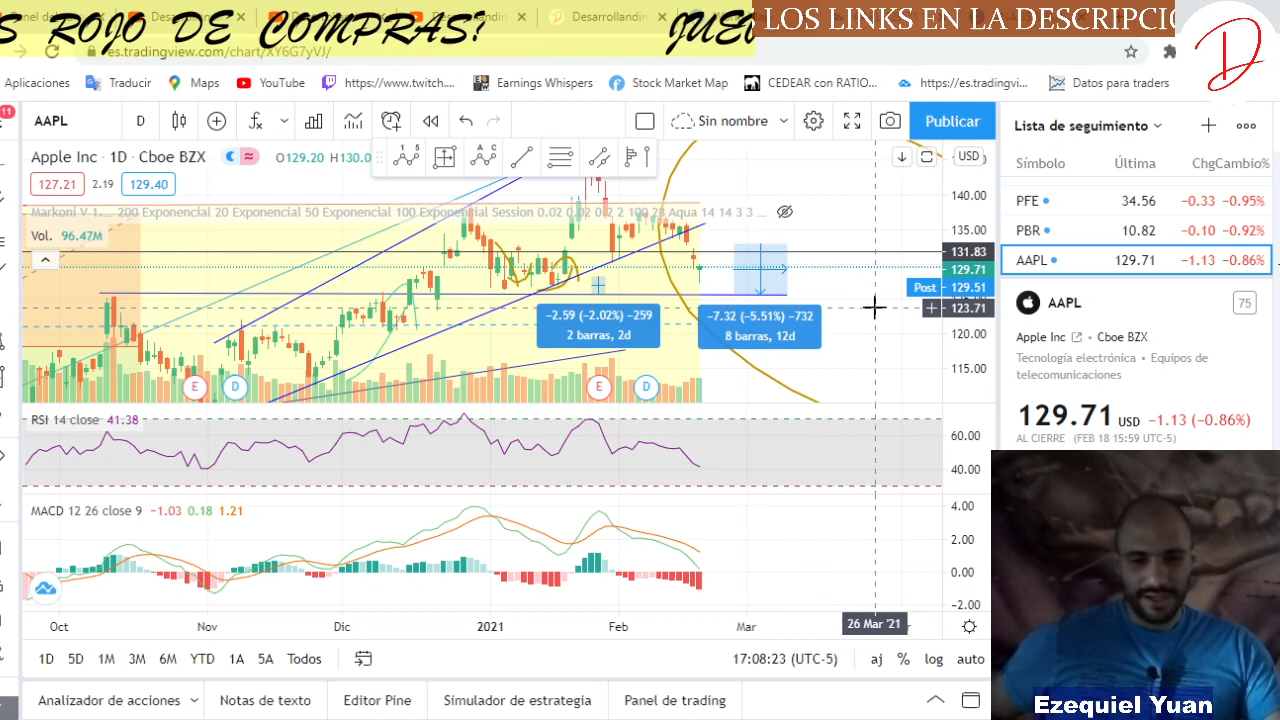 S ROJO DE COMPRAS?
JUEV
LOS LINKS EN LA DESCRIPCIO
D
es.tradingview.com/chart/XY6G7yVJ/
Aplicaciones
Traducir
Maps
YouTube
https://www.twitch....
Earnings Whispers
Stock Market Map
CEDEAR con RATIO...
https://es.tradingvi...
Datos para traders
11
AAPL
D
Sin nombre
Publicar
Lista de seguimiento
Apple Inc · 1D · Cboe BZX
O129.20 H130.0
USD
127.21 2.19 129.40
Símbolo Última Chg Cambio%
PFE 34.56 −0.33 −0.95%
PBR 10.82 −0.10 −0.92%
AAPL 129.71 −1.13 −0.86%
Vol. 96.47M
140.00
135.00
131.83
129.71
Post 129.51
123.71
120.00
115.00
−2.59 (−2.02%) −259
2 barras, 2d
−7.32 (−5.51%) −732
8 barras, 12d
E D E D
AAPL
75
Apple Inc • Cboe BZX
Tecnología electrónica • Equipos de
telecomunicaciones
129.71 USD −1.13 (−0.86%)
AL CIERRE (FEB 18 15:59 UTC-5)
RSI 14 close 41.38
60.00
40.00
MACD 12 26 close 9 −1.03 0.18 1.21
4.00
2.00
0.00
−2.00
Oct Nov Dic 2021 Feb Mar 26 Mar '21
1D 5D 1M 3M 6M YTD 1A 5A Todos
17:08:23 (UTC-5) aj % log auto
Analizador de acciones
Notas de texto
Editor Pine
Simulador de estrategia
Panel de trading
Ezequiel Yuan